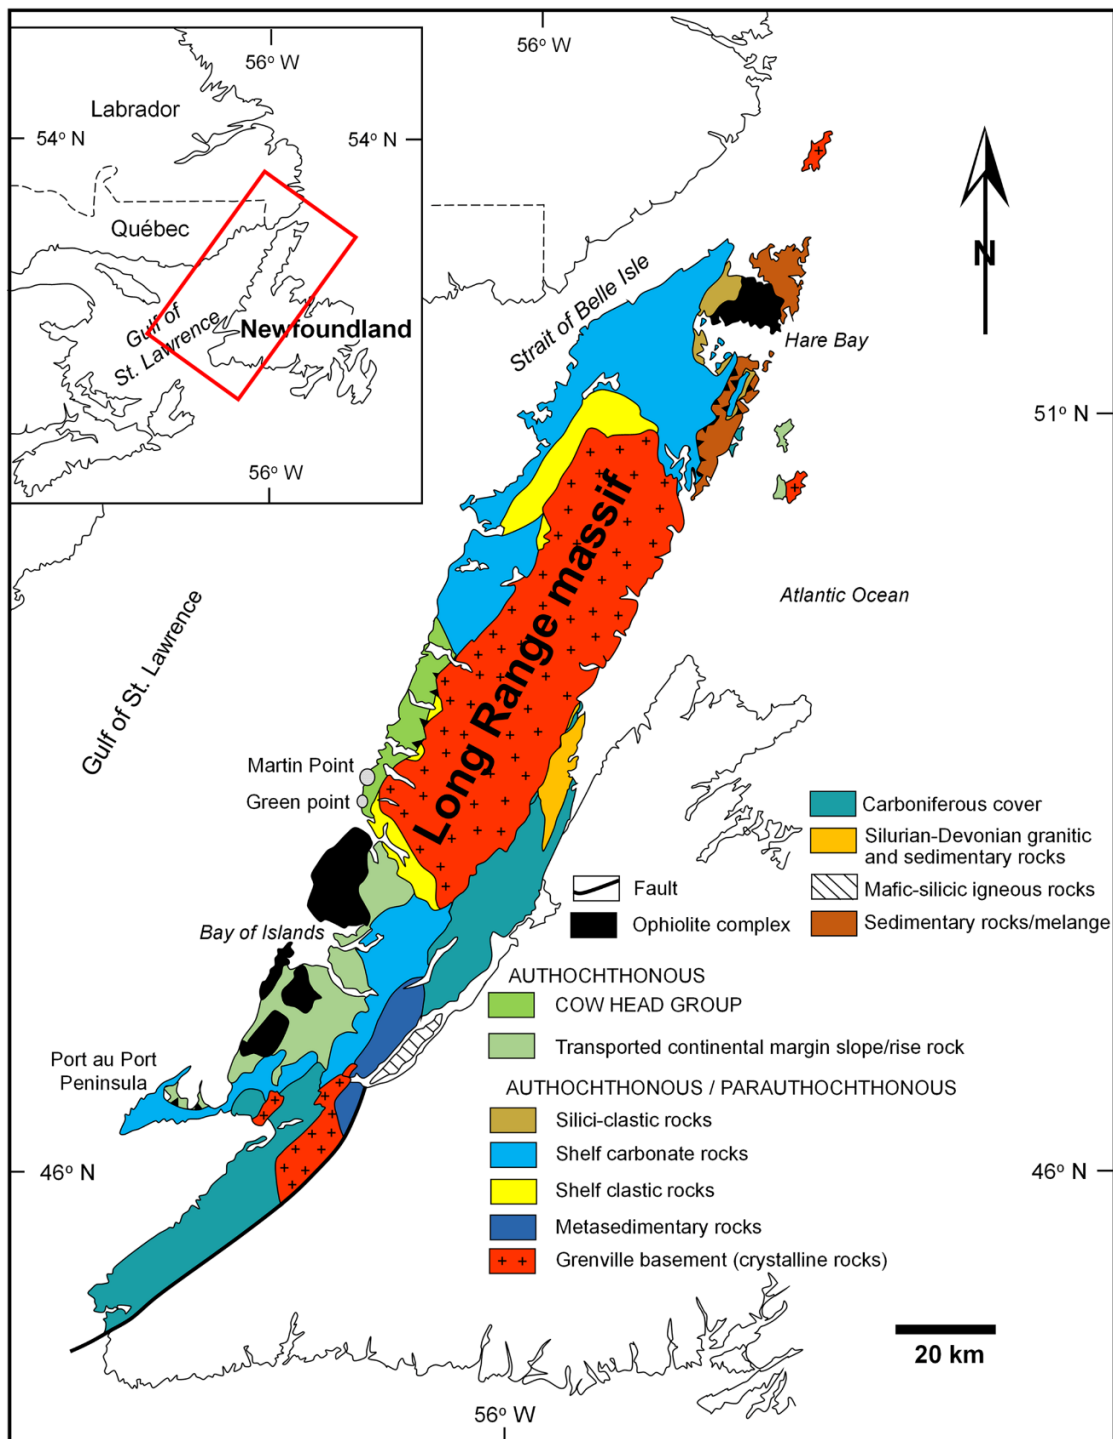 56° W
Labrador
54° N
54° N
Québec
Gulf of
St. Lawrence
Newfoundland
56° W
56° W
N
Strait of Belle Isle
Hare Bay
51° N
Long Range massif
Atlantic Ocean
Gulf of St. Lawrence
Martin Point
Green point
Bay of Islands
Port au Port
Peninsula
46° N
46° N
Carboniferous cover
Silurian-Devonian granitic
and sedimentary rocks
Fault
Mafic-silicic igneous rocks
Ophiolite complex
Sedimentary rocks/melange
AUTHOCHTHONOUS
COW HEAD GROUP
Transported continental margin slope/rise rock
AUTHOCHTHONOUS / PARAUTHOCHTHONOUS
Silici-clastic rocks
Shelf carbonate rocks
Shelf clastic rocks
Metasedimentary rocks
Grenville basement (crystalline rocks)
20 km
56° W